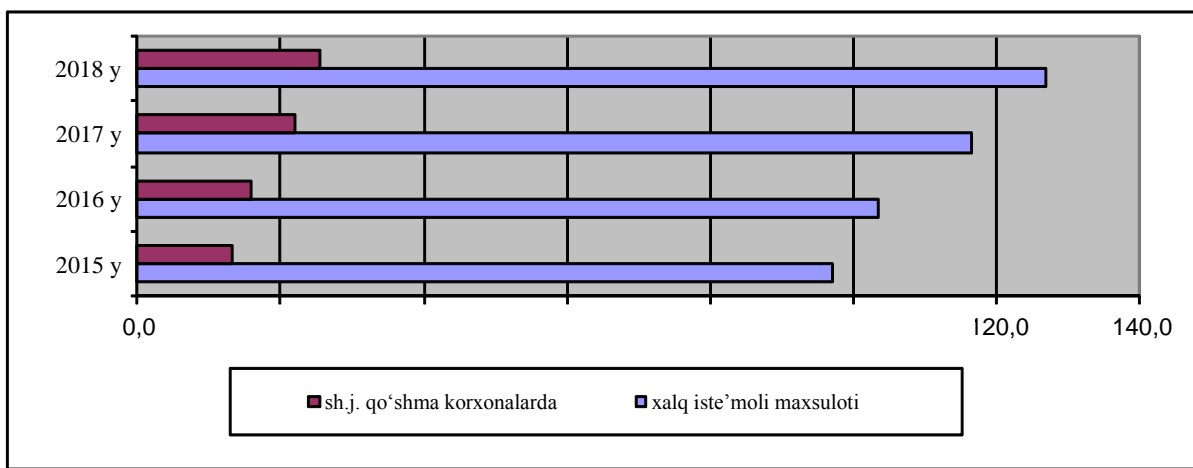 2018 y
2017 y
2016 y
2015 y
0,0 120,0 140,0
sh.j. qo‘shma korxonalarda xalq iste’moli maxsuloti